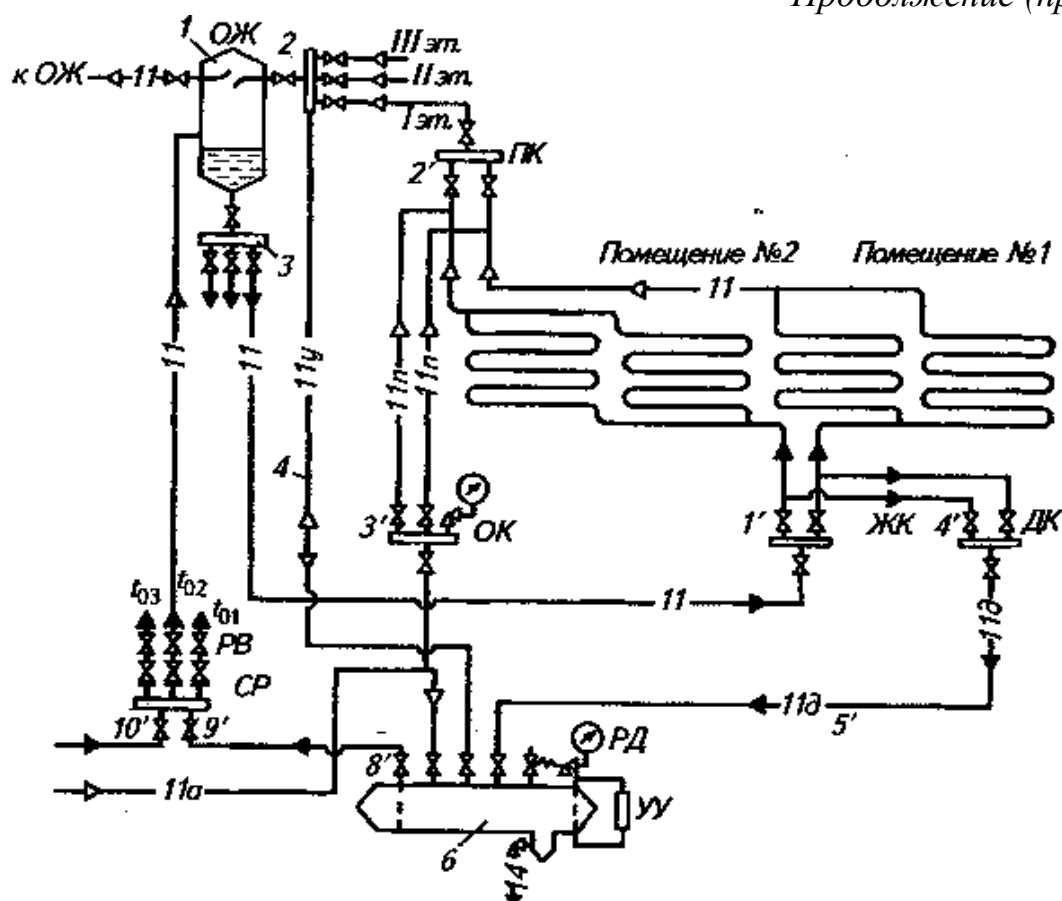 Продолжение (пр
1 ОЖ 2
III эт.
к ОЖ 11 II эт.
I эт.
2' ПК
3
Помещение №2 Помещение №1
11
11 11 11у 11п 11п
4
3' ОК 1' ЖК 4' ДК
t03 t02 t01
11
РВ
11д
СР
10' 9' 11д 5'
8' РД
11а
УУ
6
14